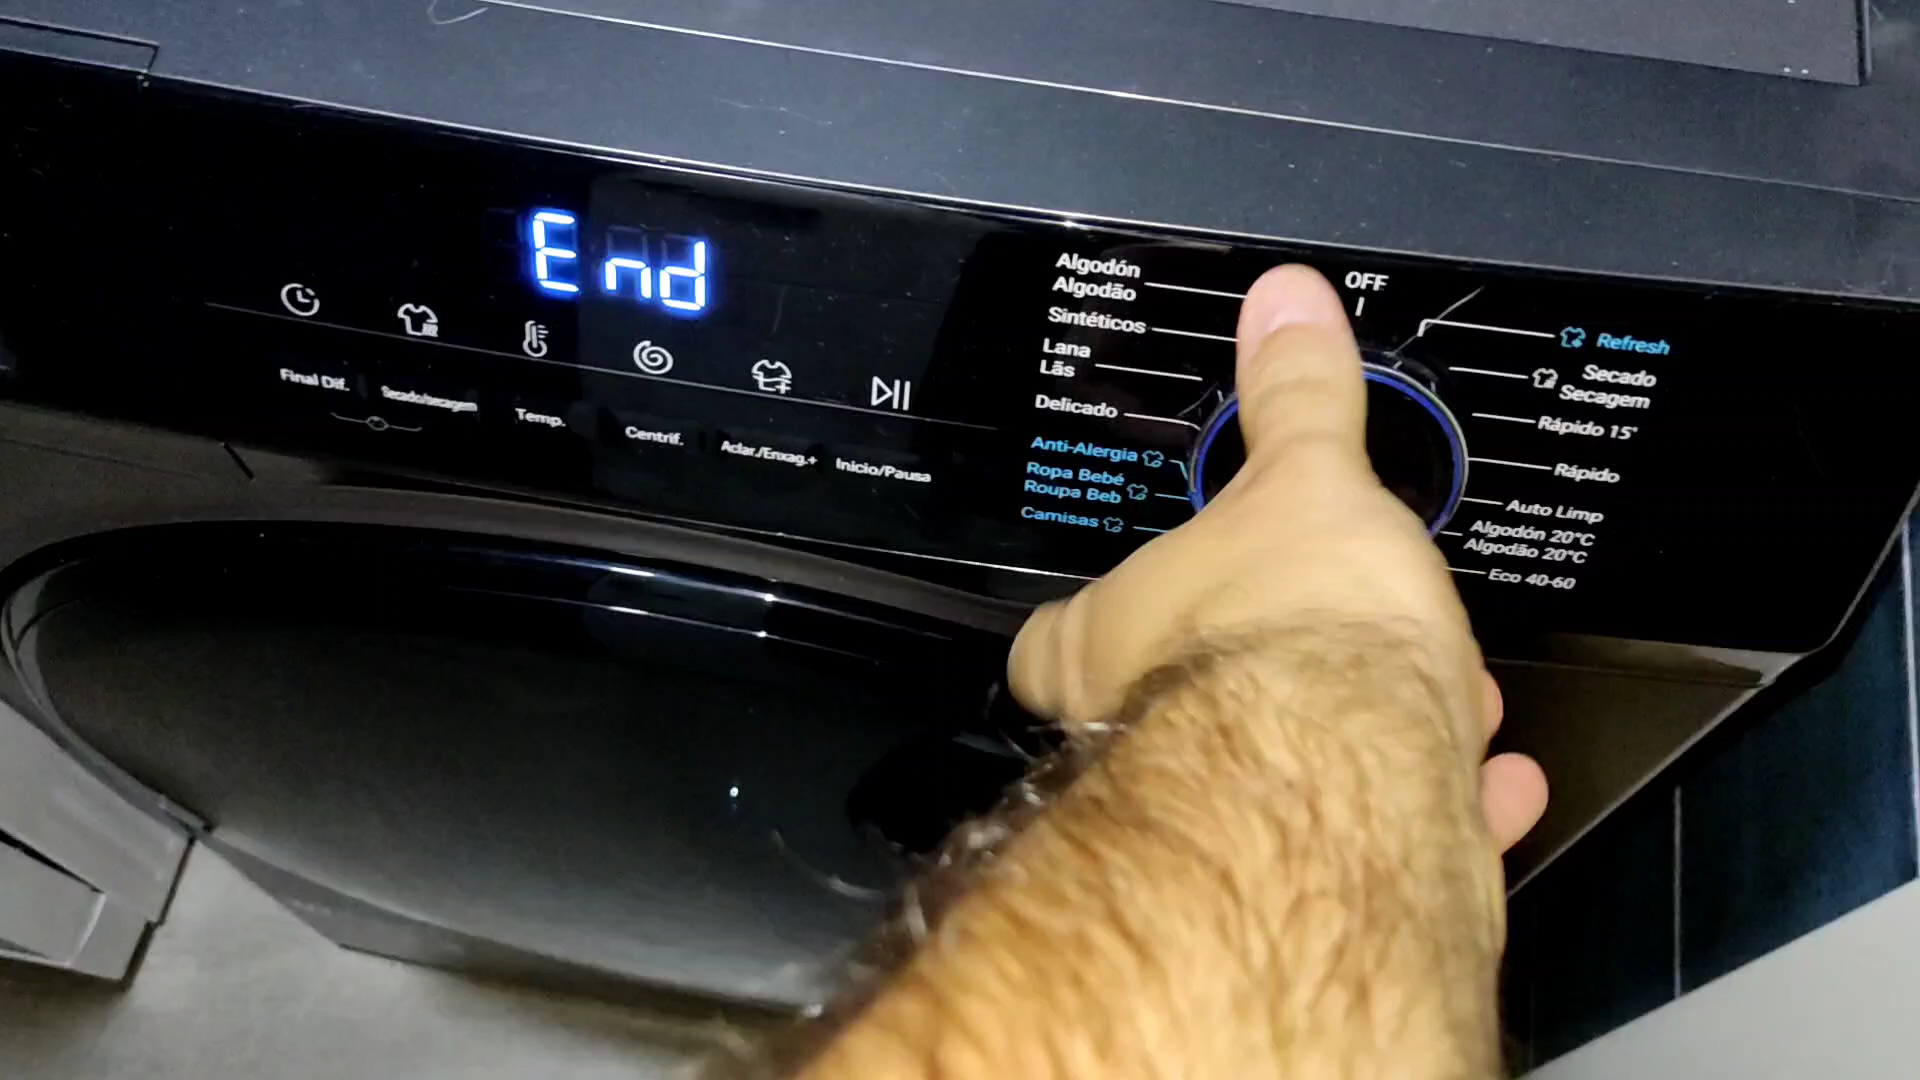 End
Final Dif.
Secado/secagem
Temp.
Centrif.
Aclar./Enxag.+
Inicio/Pausa
Algodón
Algodão
Sintéticos
Lana
Lãs
Delicado
Anti-Alergia
Ropa Bebé
Roupa Beb
Camisas
OFF
Refresh
Secado
Secagem
Rápido 15'
Rápido
Auto Limp
Algodón 20°C
Algodão 20°C
Eco 40-60